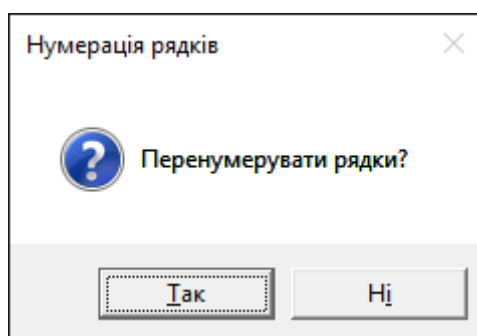 Нумерація рядків
Перенумерувати рядки?
Так
Ні